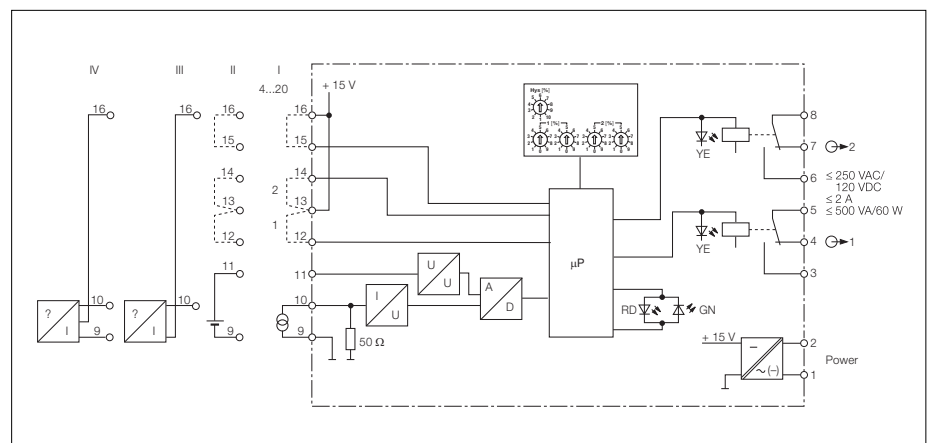 IV III II I
4...20
+ 15 V
16 16 16 16
15 15
14 14
13 13
2
1
12 12
11 11
10 10 10
9 9 9 9
? I
? I
50 Ω
I U
U U
A D
Hys [%]
1 [%] 2 [%]
µP
YE
YE
RD GN
8
7 2
6 ≤ 250 VAC/
120 VDC
≤ 2 A
5 ≤ 500 VA/60 W
4 1
3
+ 15 V
– ~ (–)
2
Power
1